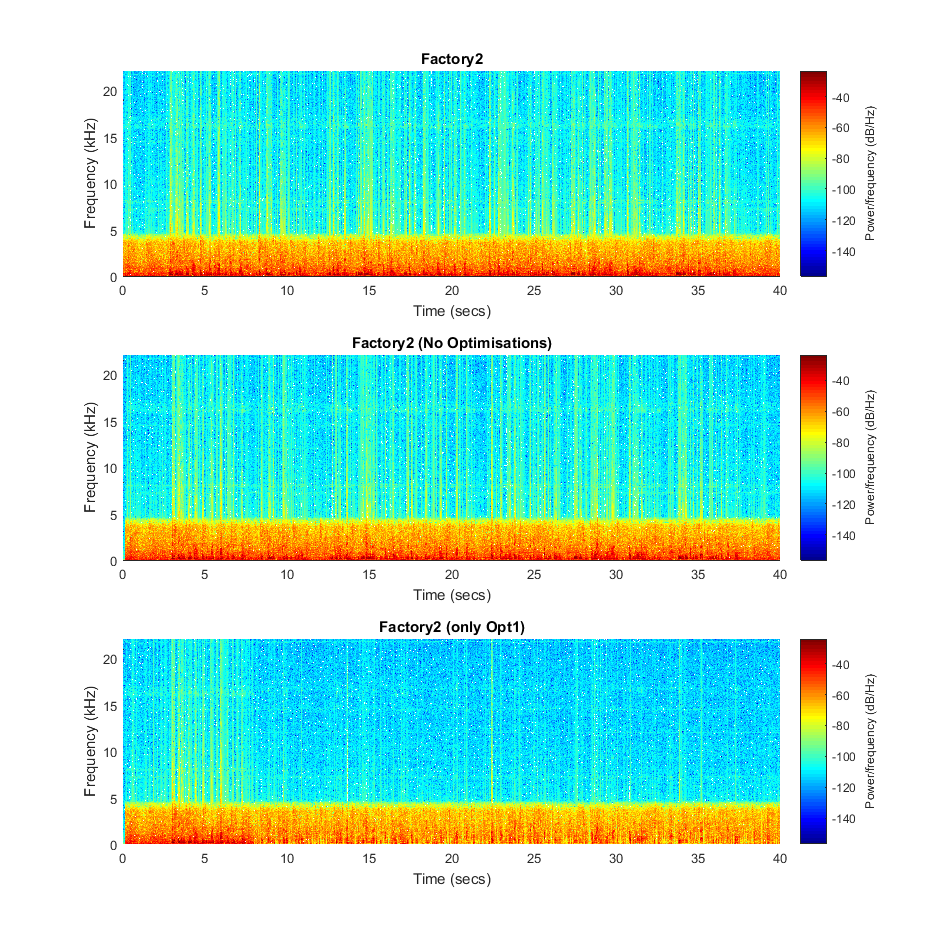 Factory2
Frequency (kHz)
20
15
10
5
0
0 5 10 15 20 25 30 35 40
Time (secs)
-40
-60
-80
-100
-120
-140
Power/frequency (dB/Hz)
Factory2 (No Optimisations)
Frequency (kHz)
20
15
10
5
0
0 5 10 15 20 25 30 35 40
Time (secs)
-40
-60
-80
-100
-120
-140
Power/frequency (dB/Hz)
Factory2 (only Opt1)
Frequency (kHz)
20
15
10
5
0
0 5 10 15 20 25 30 35 40
Time (secs)
-40
-60
-80
-100
-120
-140
Power/frequency (dB/Hz)